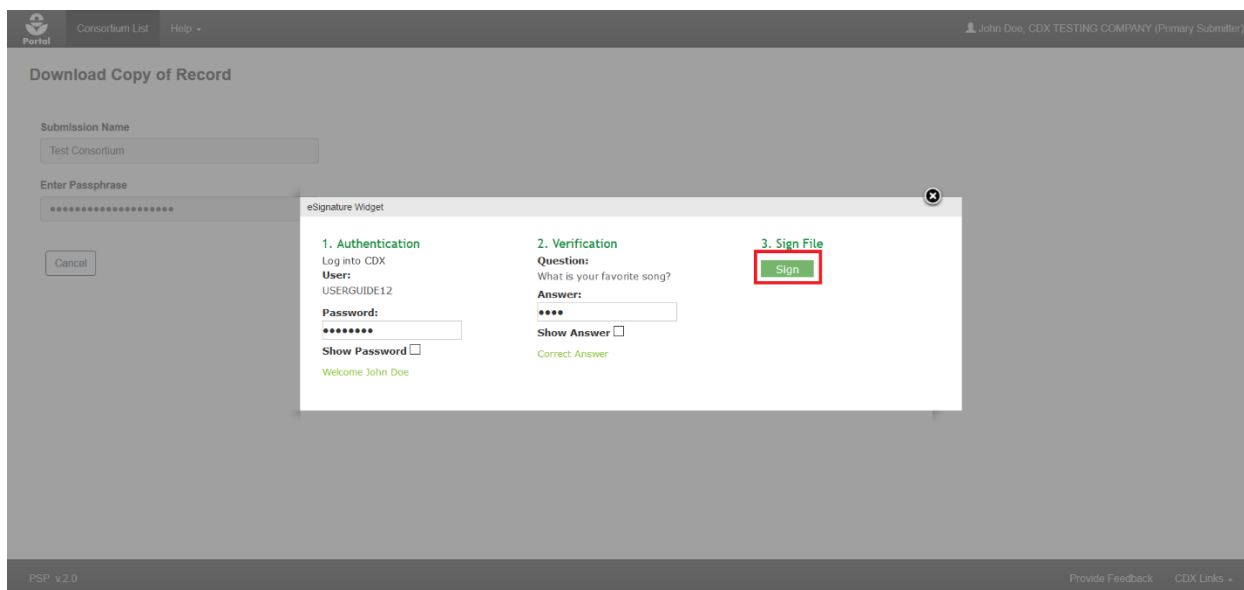 Portal
Consortium List
Help
John Doe, CDX TESTING COMPANY (Primary Submitter)
Download Copy of Record
Submission Name
Test Consortium
Enter Passphrase
••••••••••••••••••••
Cancel
eSignature Widget
1. Authentication
Log into CDX
User:
USERGUIDE12
Password:
••••••••
Show Password
Welcome John Doe
2. Verification
Question:
What is your favorite song?
Answer:
••••
Show Answer
Correct Answer
3. Sign File
Sign
PSP v.2.0
Provide Feedback
CDX Links